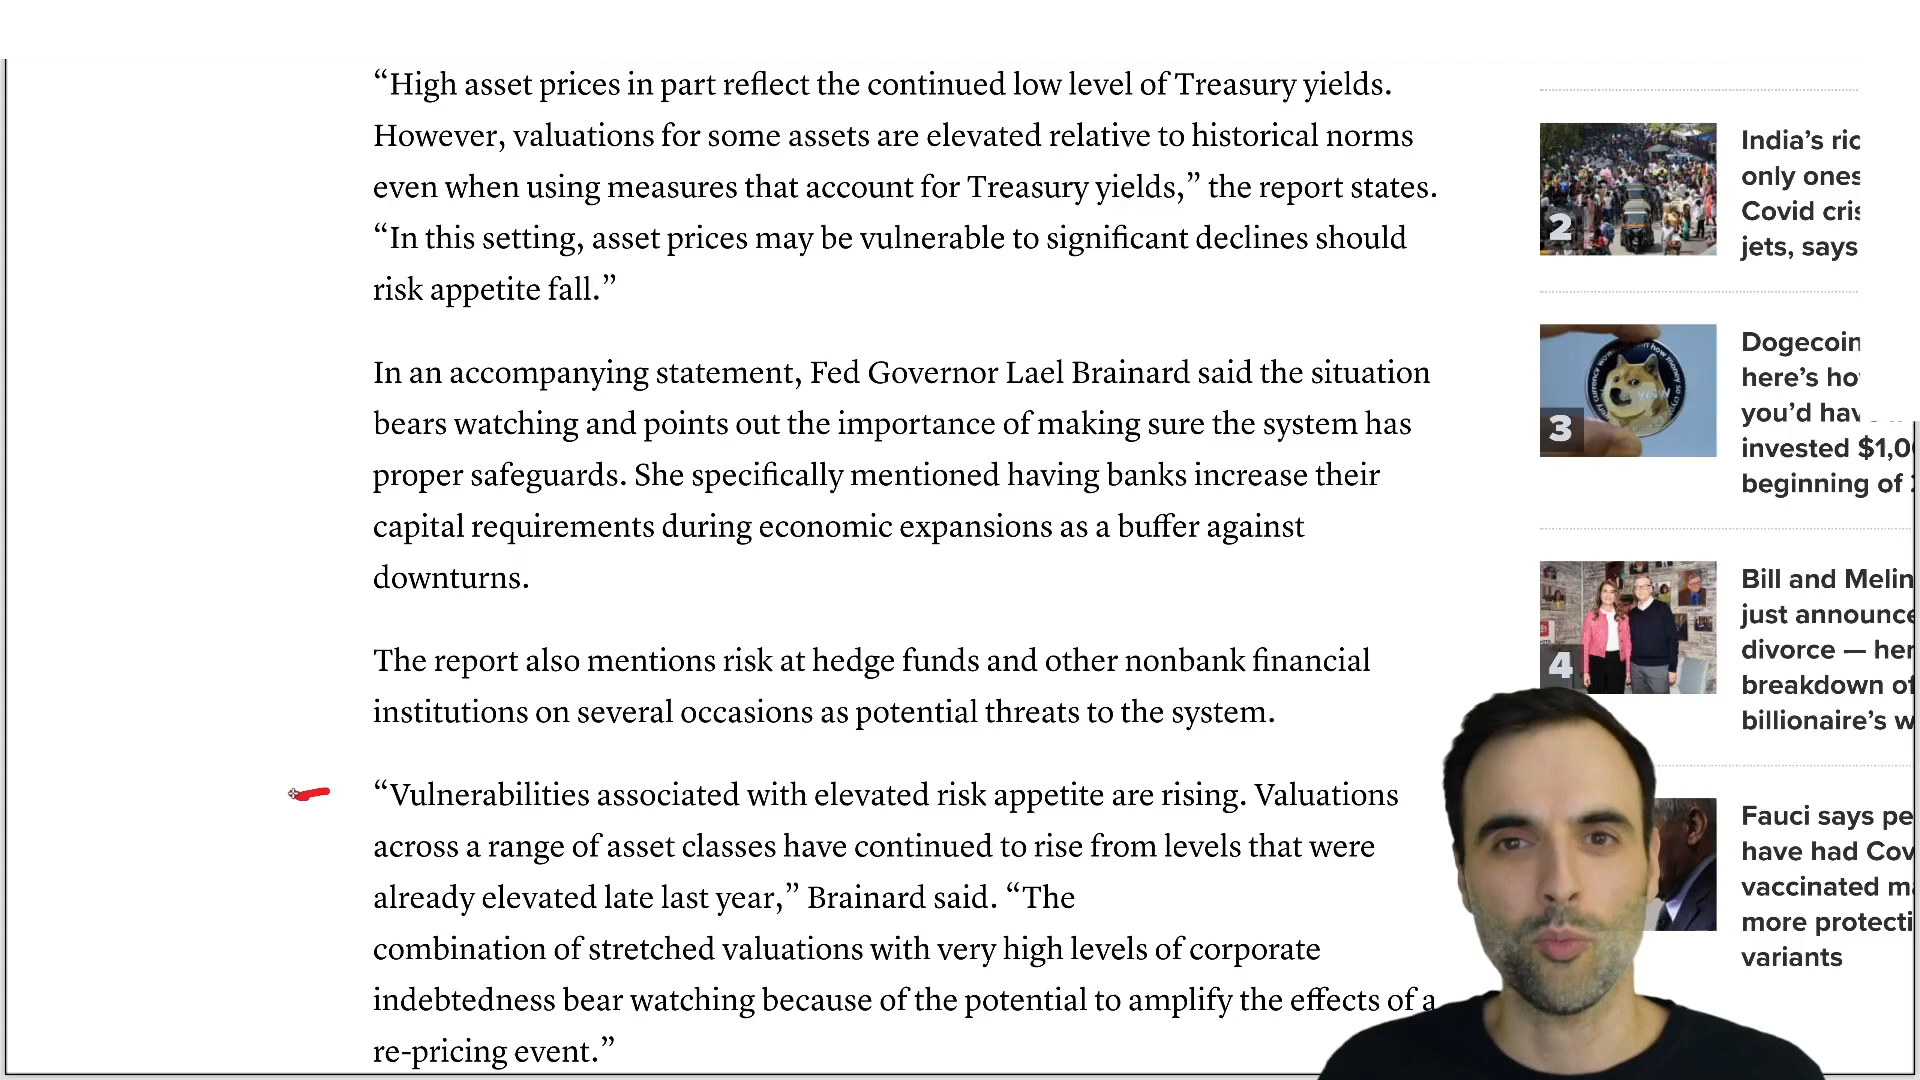 “High asset prices in part reflect the continued low level of Treasury yields.
However, valuations for some assets are elevated relative to historical norms
even when using measures that account for Treasury yields,” the report states.
“In this setting, asset prices may be vulnerable to significant declines should
risk appetite fall.”
In an accompanying statement, Fed Governor Lael Brainard said the situation
bears watching and points out the importance of making sure the system has
proper safeguards. She specifically mentioned having banks increase their
capital requirements during economic expansions as a buffer against
downturns.
The report also mentions risk at hedge funds and other nonbank financial
institutions on several occasions as potential threats to the system.
“Vulnerabilities associated with elevated risk appetite are rising. Valuations
across a range of asset classes have continued to rise from levels that were
already elevated late last year,” Brainard said. “The
combination of stretched valuations with very high levels of corporate
indebtedness bear watching because of the potential to amplify the effects of a
re-pricing event.”
2
India’s ric
only ones
Covid cris
jets, says
3
Dogecoin
here’s ho
you’d hav
invested $1,0
beginning of
4
Bill and Melin
just announce
divorce — her
breakdown of
billionaire’s w
Fauci says pe
have had Cov
vaccinated ma
more protecti
variants